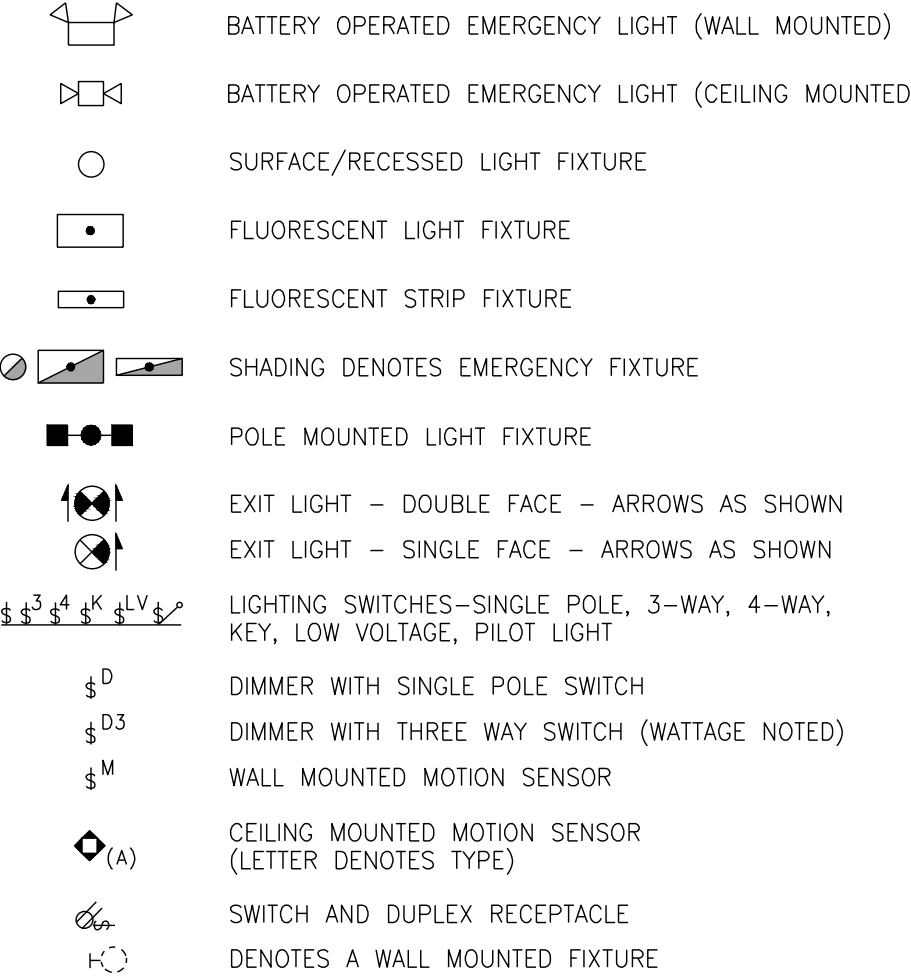 BATTERY OPERATED EMERGENCY LIGHT (WALL MOUNTED)
BATTERY OPERATED EMERGENCY LIGHT (CEILING MOUNTED
SURFACE/RECESSED LIGHT FIXTURE
FLUORESCENT LIGHT FIXTURE
FLUORESCENT STRIP FIXTURE
SHADING DENOTES EMERGENCY FIXTURE
POLE MOUNTED LIGHT FIXTURE
EXIT LIGHT – DOUBLE FACE – ARROWS AS SHOWN
EXIT LIGHT – SINGLE FACE – ARROWS AS SHOWN
$ $3 $4 $K $LV $ LIGHTING SWITCHES–SINGLE POLE, 3–WAY, 4–WAY,
KEY, LOW VOLTAGE, PILOT LIGHT
$D DIMMER WITH SINGLE POLE SWITCH
$D3 DIMMER WITH THREE WAY SWITCH (WATTAGE NOTED)
$M WALL MOUNTED MOTION SENSOR
CEILING MOUNTED MOTION SENSOR
(A) (LETTER DENOTES TYPE)
SWITCH AND DUPLEX RECEPTACLE
DENOTES A WALL MOUNTED FIXTURE